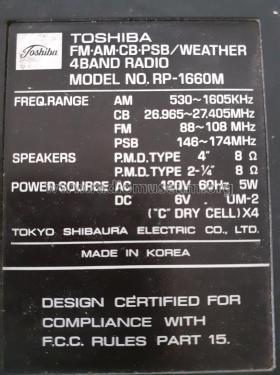 Toshiba
TOSHIBA
FM·AM·CB·PSB/WEATHER
4BAND RADIO
MODEL NO. RP-1660M
FREQ. RANGE AM 530~1605KHz
CB 26.965~27.405MHz
FM 88~108 MHz
PSB 146~174MHz
SPEAKERS P.M.D. TYPE 4" 8 Ω
P.M.D. TYPE 2-¼" 8 Ω
POWER SOURCE AC 120V 60Hz 5W
DC 6V UM-2
("C" DRY CELL)X4
TOKYO SHIBAURA ELECTRIC CO., LTD.
MADE IN KOREA
DESIGN CERTIFIED FOR
COMPLIANCE WITH
F.C.C. RULES PART 15.